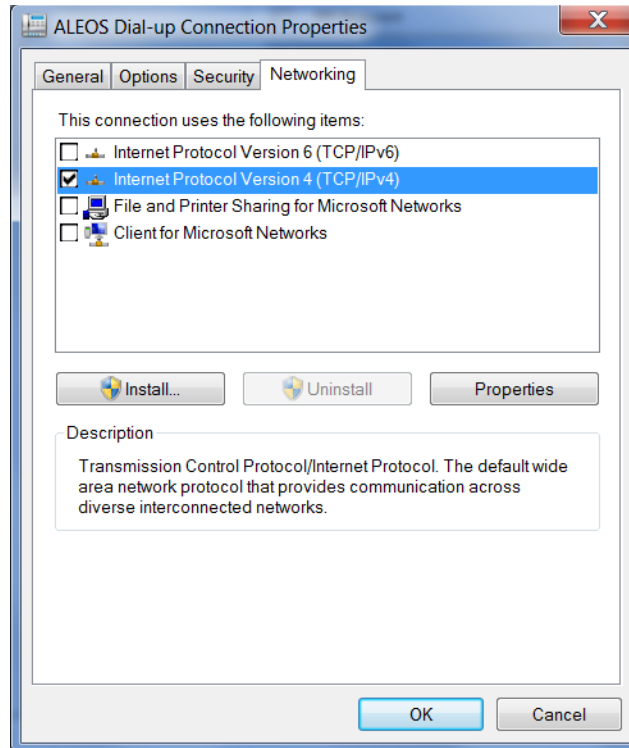 ALEOS Dial-up Connection Properties
General Options Security Networking
This connection uses the following items:
Internet Protocol Version 6 (TCP/IPv6)
Internet Protocol Version 4 (TCP/IPv4)
File and Printer Sharing for Microsoft Networks
Client for Microsoft Networks
Install... Uninstall Properties
Description
Transmission Control Protocol/Internet Protocol. The default wide
area network protocol that provides communication across
diverse interconnected networks.
OK Cancel